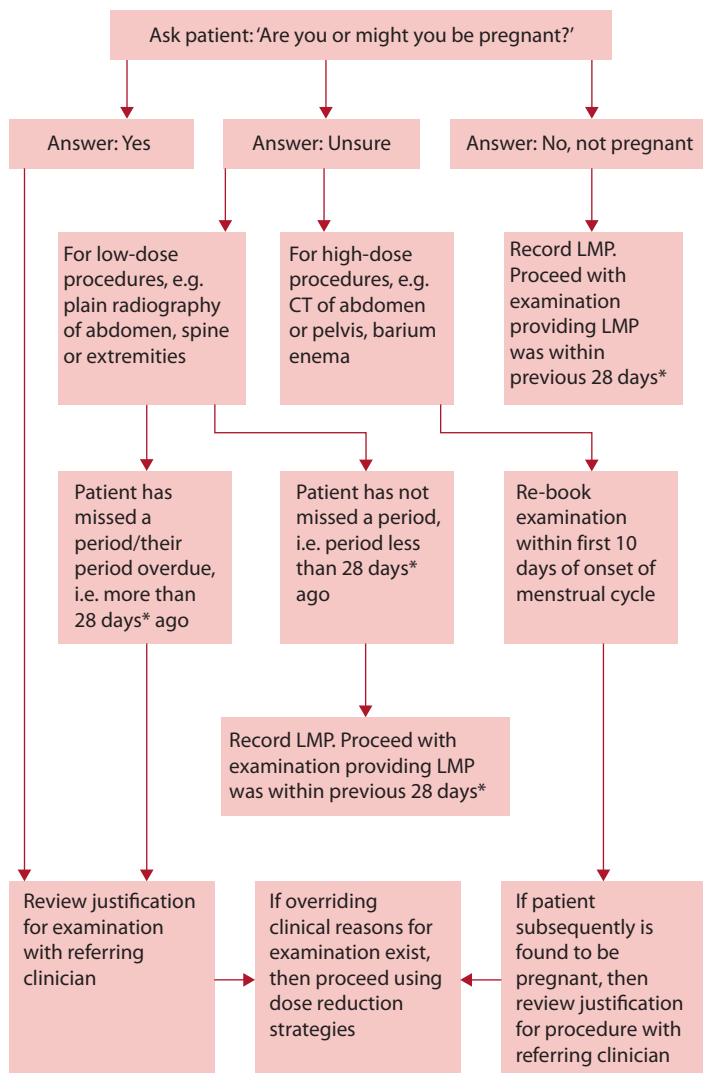 Ask patient: ‘Are you or might you be pregnant?’
Answer: Yes
Answer: Unsure
Answer: No, not pregnant
For low-dose
procedures, e.g.
plain radiography
of abdomen, spine
or extremities
For high-dose
procedures, e.g.
CT of abdomen
or pelvis, barium
enema
Record LMP.
Proceed with
examination
providing LMP
was within
previous 28 days*
Patient has
missed a
period/their
period overdue,
i.e. more than
28 days* ago
Patient has not
missed a period,
i.e. period less
than 28 days*
ago
Re-book
examination
within first 10
days of onset of
menstrual cycle
Record LMP. Proceed with
examination providing LMP
was within previous 28 days*
Review justification
for examination
with referring
clinician
If overriding
clinical reasons for
examination exist,
then proceed using
dose reduction
strategies
If patient
subsequently is
found to be
pregnant, then
review justification
for procedure with
referring clinician